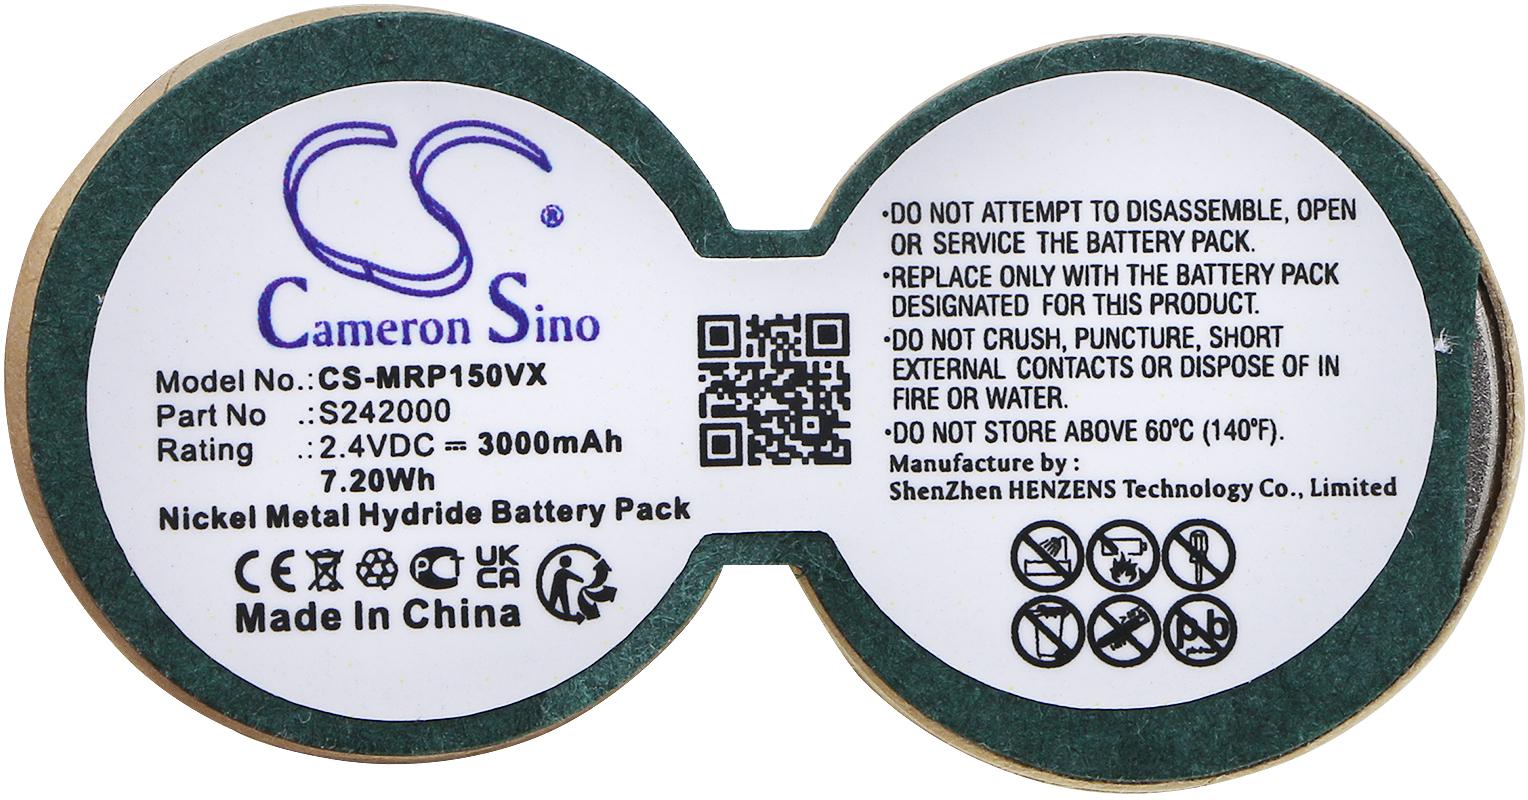 CS®
Cameron Sino
Model No.:CS-MRP150VX
Part No .:S242000
Rating .:2.4VDC ⎓ 3000mAh
7.20Wh
Nickel Metal Hydride Battery Pack
CE PCT UK
CA
Made In China
·DO NOT ATTEMPT TO DISASSEMBLE, OPEN
OR SERVICE THE BATTERY PACK.
·REPLACE ONLY WITH THE BATTERY PACK
DESIGNATED FOR THIS PRODUCT.
·DO NOT CRUSH, PUNCTURE, SHORT
EXTERNAL CONTACTS OR DISPOSE OF IN
FIRE OR WATER.
·DO NOT STORE ABOVE 60°C (140°F).
Manufacture by :
ShenZhen HENZENS Technology Co., Limited
pb